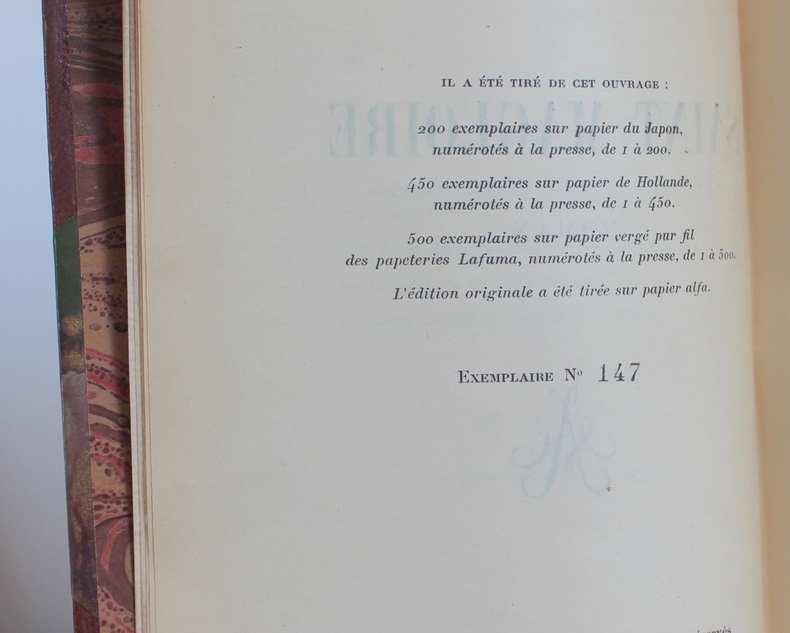 IL A ÉTÉ TIRÉ DE CET OUVRAGE :
200 exemplaires sur papier du Japon,
numérotés à la presse, de 1 à 200.
450 exemplaires sur papier de Hollande,
numérotés à la presse, de 1 à 450.
500 exemplaires sur papier vergé pur fil
des papeteries Lafuma, numérotés à la presse, de 1 à 500.
L'édition originale a été tirée sur papier alfa.
EXEMPLAIRE Nº 147